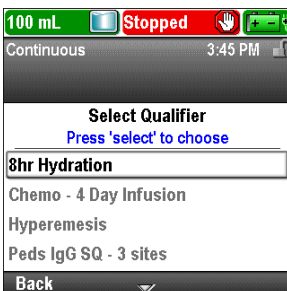 100 mL Stopped + -
Continuous 3:45 PM
Select Qualifier
Press 'select' to choose
8hr Hydration
Chemo - 4 Day Infusion
Hyperemesis
Peds IgG SQ - 3 sites
Back